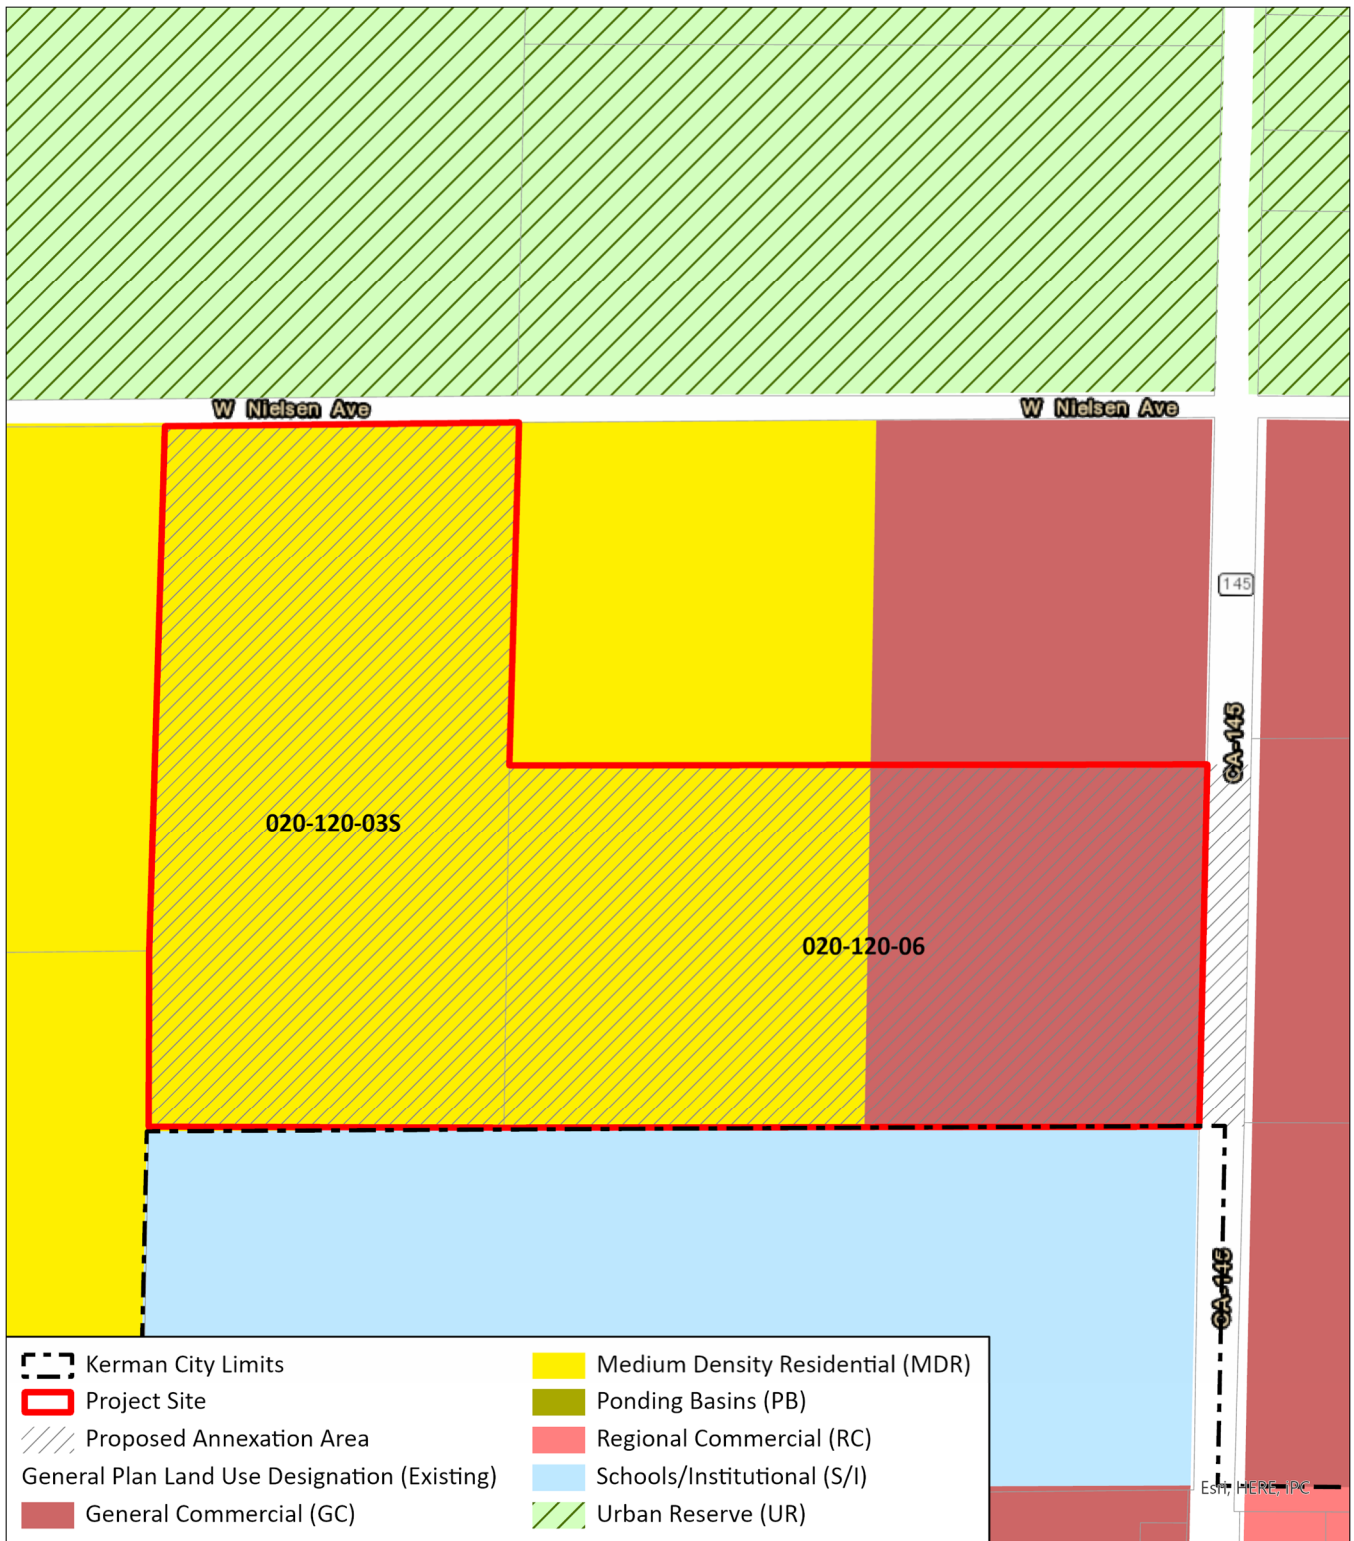 W Nielsen Ave
W Nielsen Ave
145
CA-145
020-120-03S
020-120-06
CA-145
Kerman City Limits
Project Site
Proposed Annexation Area
General Plan Land Use Designation (Existing)
General Commercial (GC)
Medium Density Residential (MDR)
Ponding Basins (PB)
Regional Commercial (RC)
Schools/Institutional (S/I)
Urban Reserve (UR)
Esri, HERE, iPC